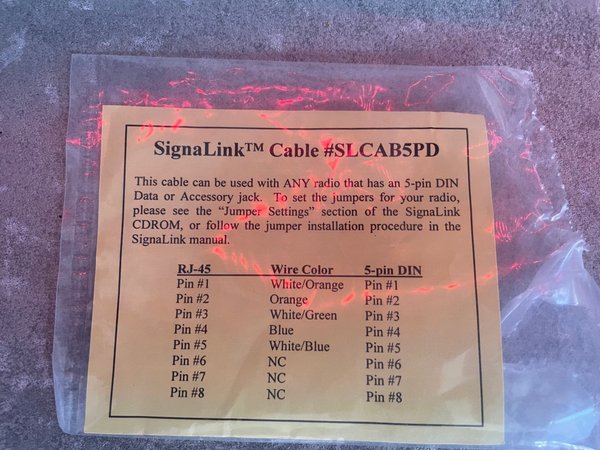 SignaLink™ Cable #SLCAB5PD
This cable can be used with ANY radio that has an 5-pin DIN
Data or Accessory jack. To set the jumpers for your radio,
please see the “Jumper Settings” section of the SignaLink
CDROM, or follow the jumper installation procedure in the
SignaLink manual.
RJ-45 Wire Color 5-pin DIN
Pin #1 White/Orange Pin #1
Pin #2 Orange Pin #2
Pin #3 White/Green Pin #3
Pin #4 Blue Pin #4
Pin #5 White/Blue Pin #5
Pin #6 NC Pin #6
Pin #7 NC Pin #7
Pin #8 NC Pin #8